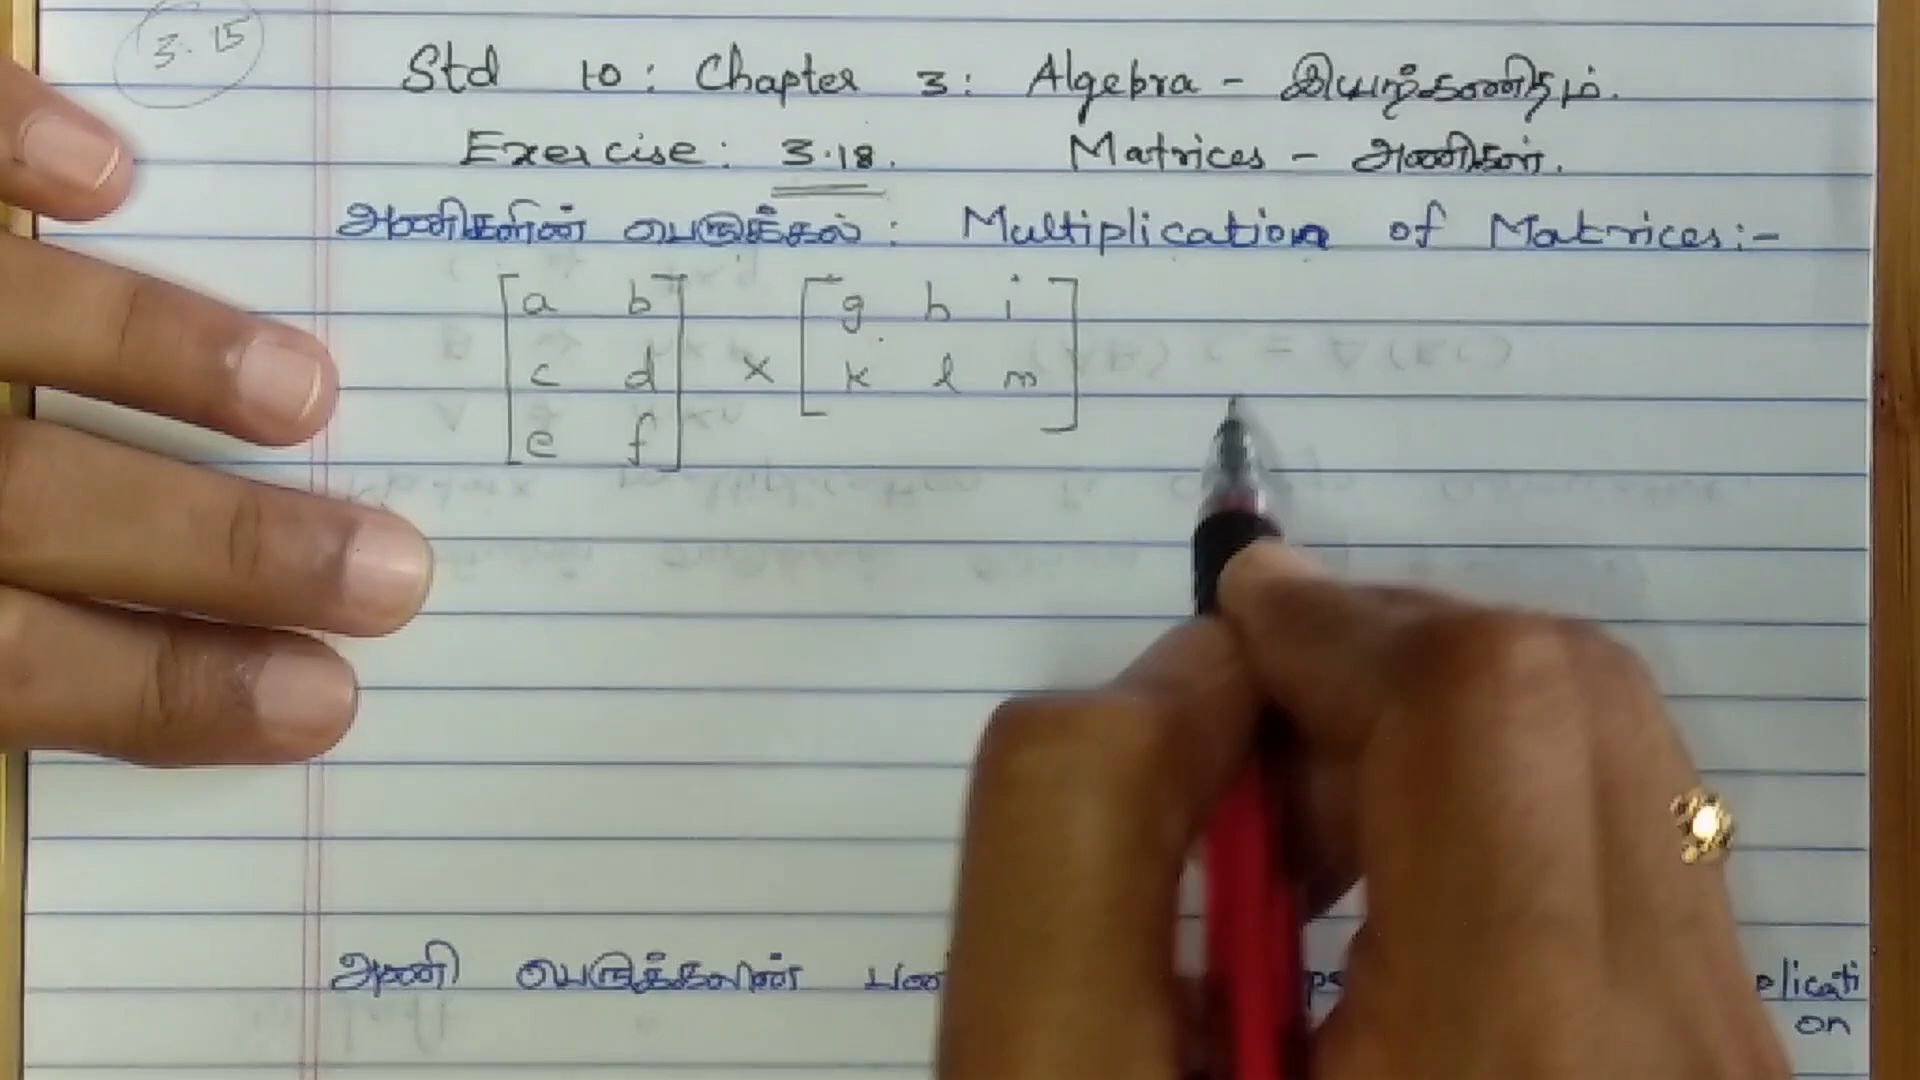 3.15
Std 10: Chapter 3: Algebra - இயற்கணிதம்.
Exercise: 3.18. Matrices - அணிகள்.
அணிகளின் பெருக்கல்: Multiplication of Matrices:-
a b g h i
c d × k l m
e f
அணி பெருக்கலின் plicati
on